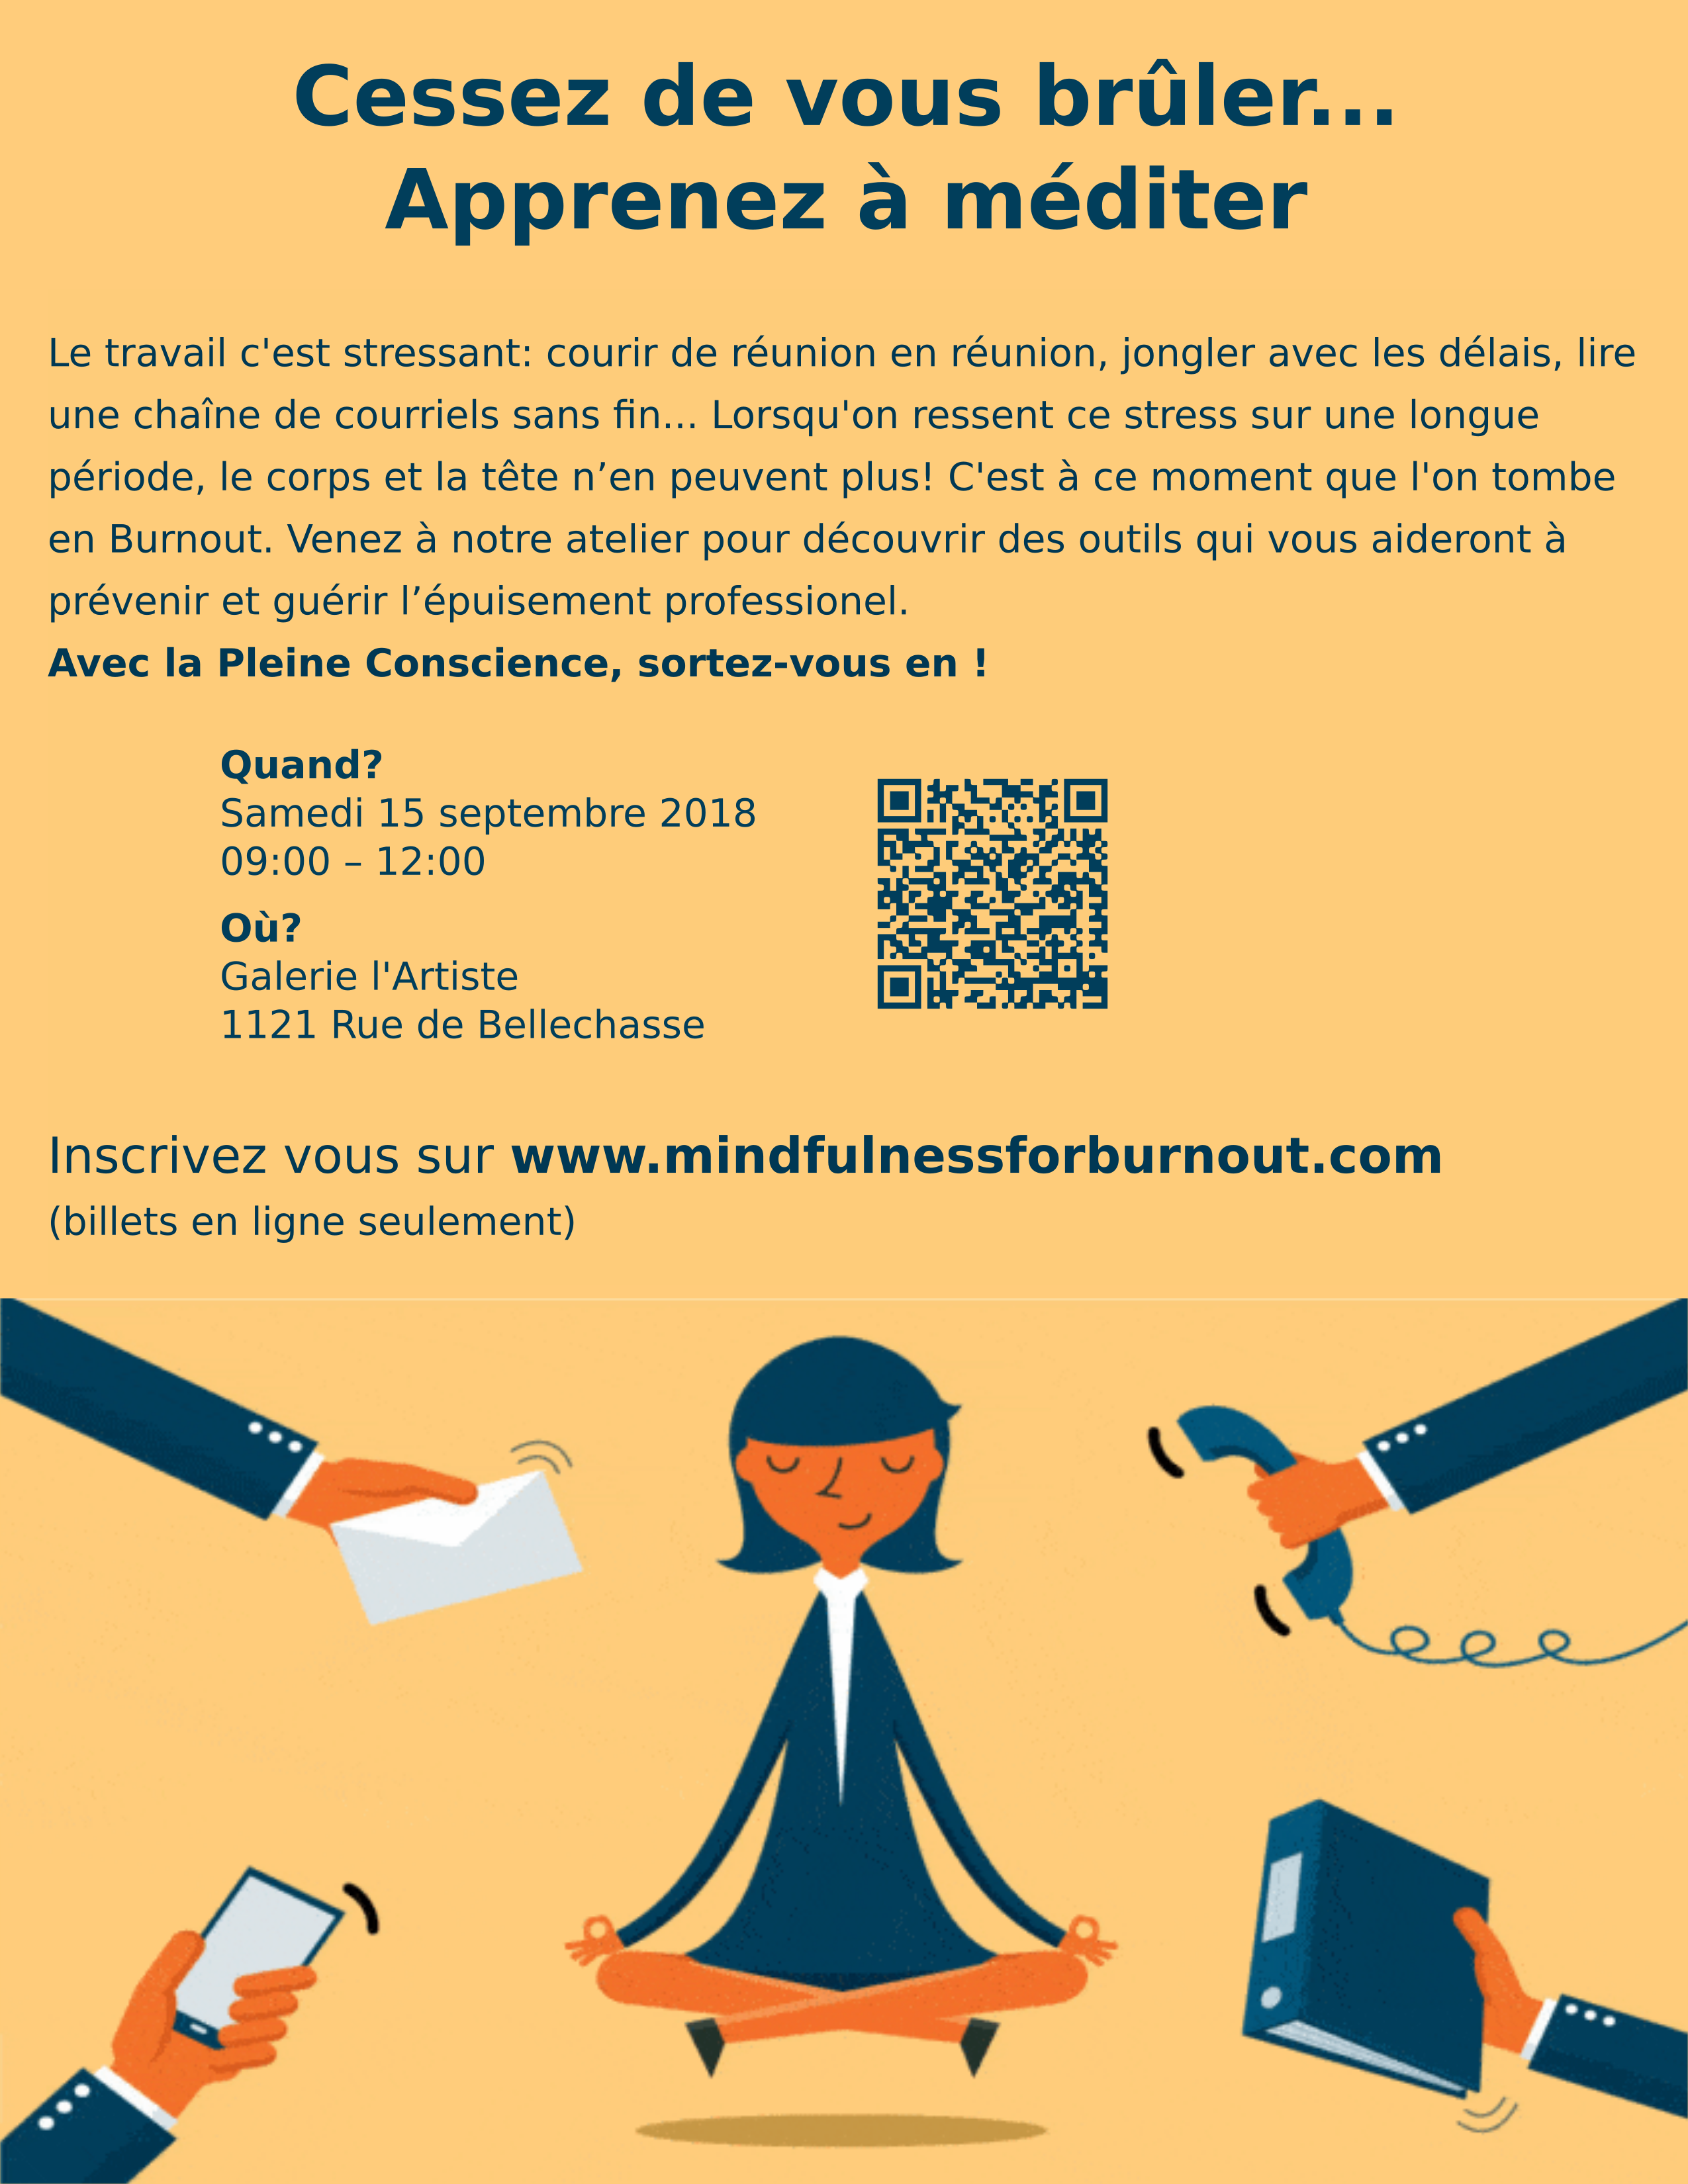 Cessez de vous brûler...
Apprenez à méditer
Le travail c'est stressant: courir de réunion en réunion, jongler avec les délais, lire
une chaîne de courriels sans fin... Lorsqu'on ressent ce stress sur une longue
période, le corps et la tête n’en peuvent plus! C'est à ce moment que l'on tombe
en Burnout. Venez à notre atelier pour découvrir des outils qui vous aideront à
prévenir et guérir l’épuisement professionel.
Avec la Pleine Conscience, sortez-vous en !
Quand?
Samedi 15 septembre 2018
09:00 – 12:00
Où?
Galerie l'Artiste
1121 Rue de Bellechasse
Inscrivez vous sur www.mindfulnessforburnout.com
(billets en ligne seulement)